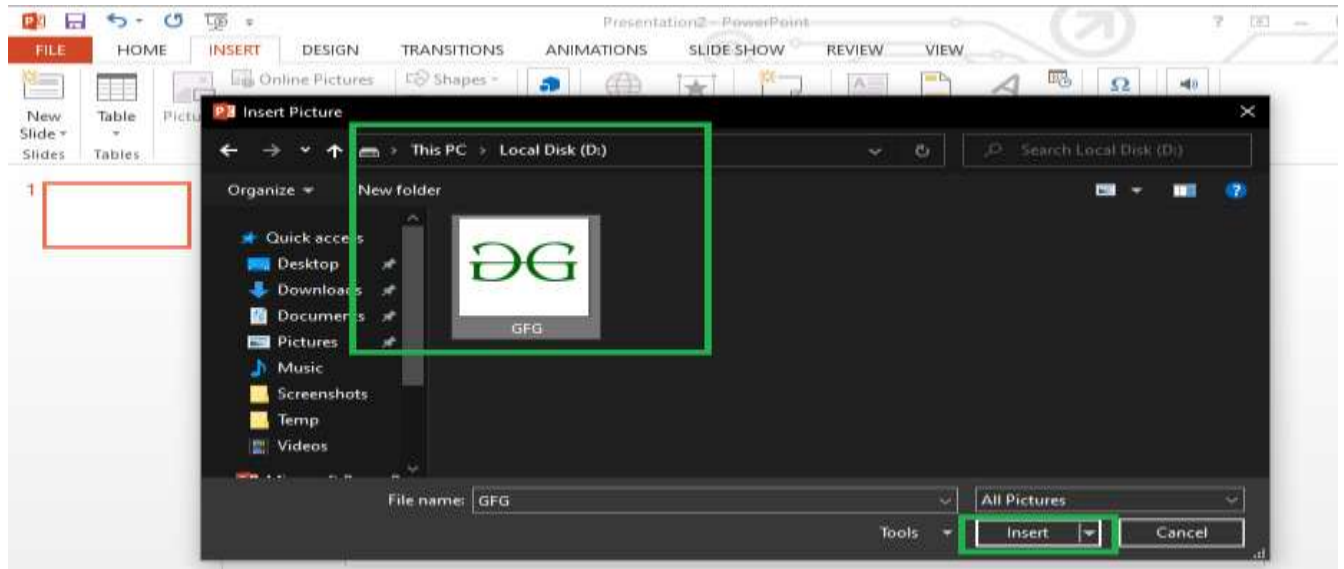 Presentation2 - PowerPoint
FILE HOME INSERT DESIGN TRANSITIONS ANIMATIONS SLIDE SHOW REVIEW VIEW
Online Pictures Shapes
New Slide
Table
Pictu
Slides
Tables
Insert Picture
This PC > Local Disk (D:)
Search Local Disk (D:)
Organize
New folder
1
Quick access
Desktop
Downloads
Documents
Pictures
Music
Screenshots
Temp
Videos
GFG
File name: GFG
All Pictures
Tools
Insert
Cancel